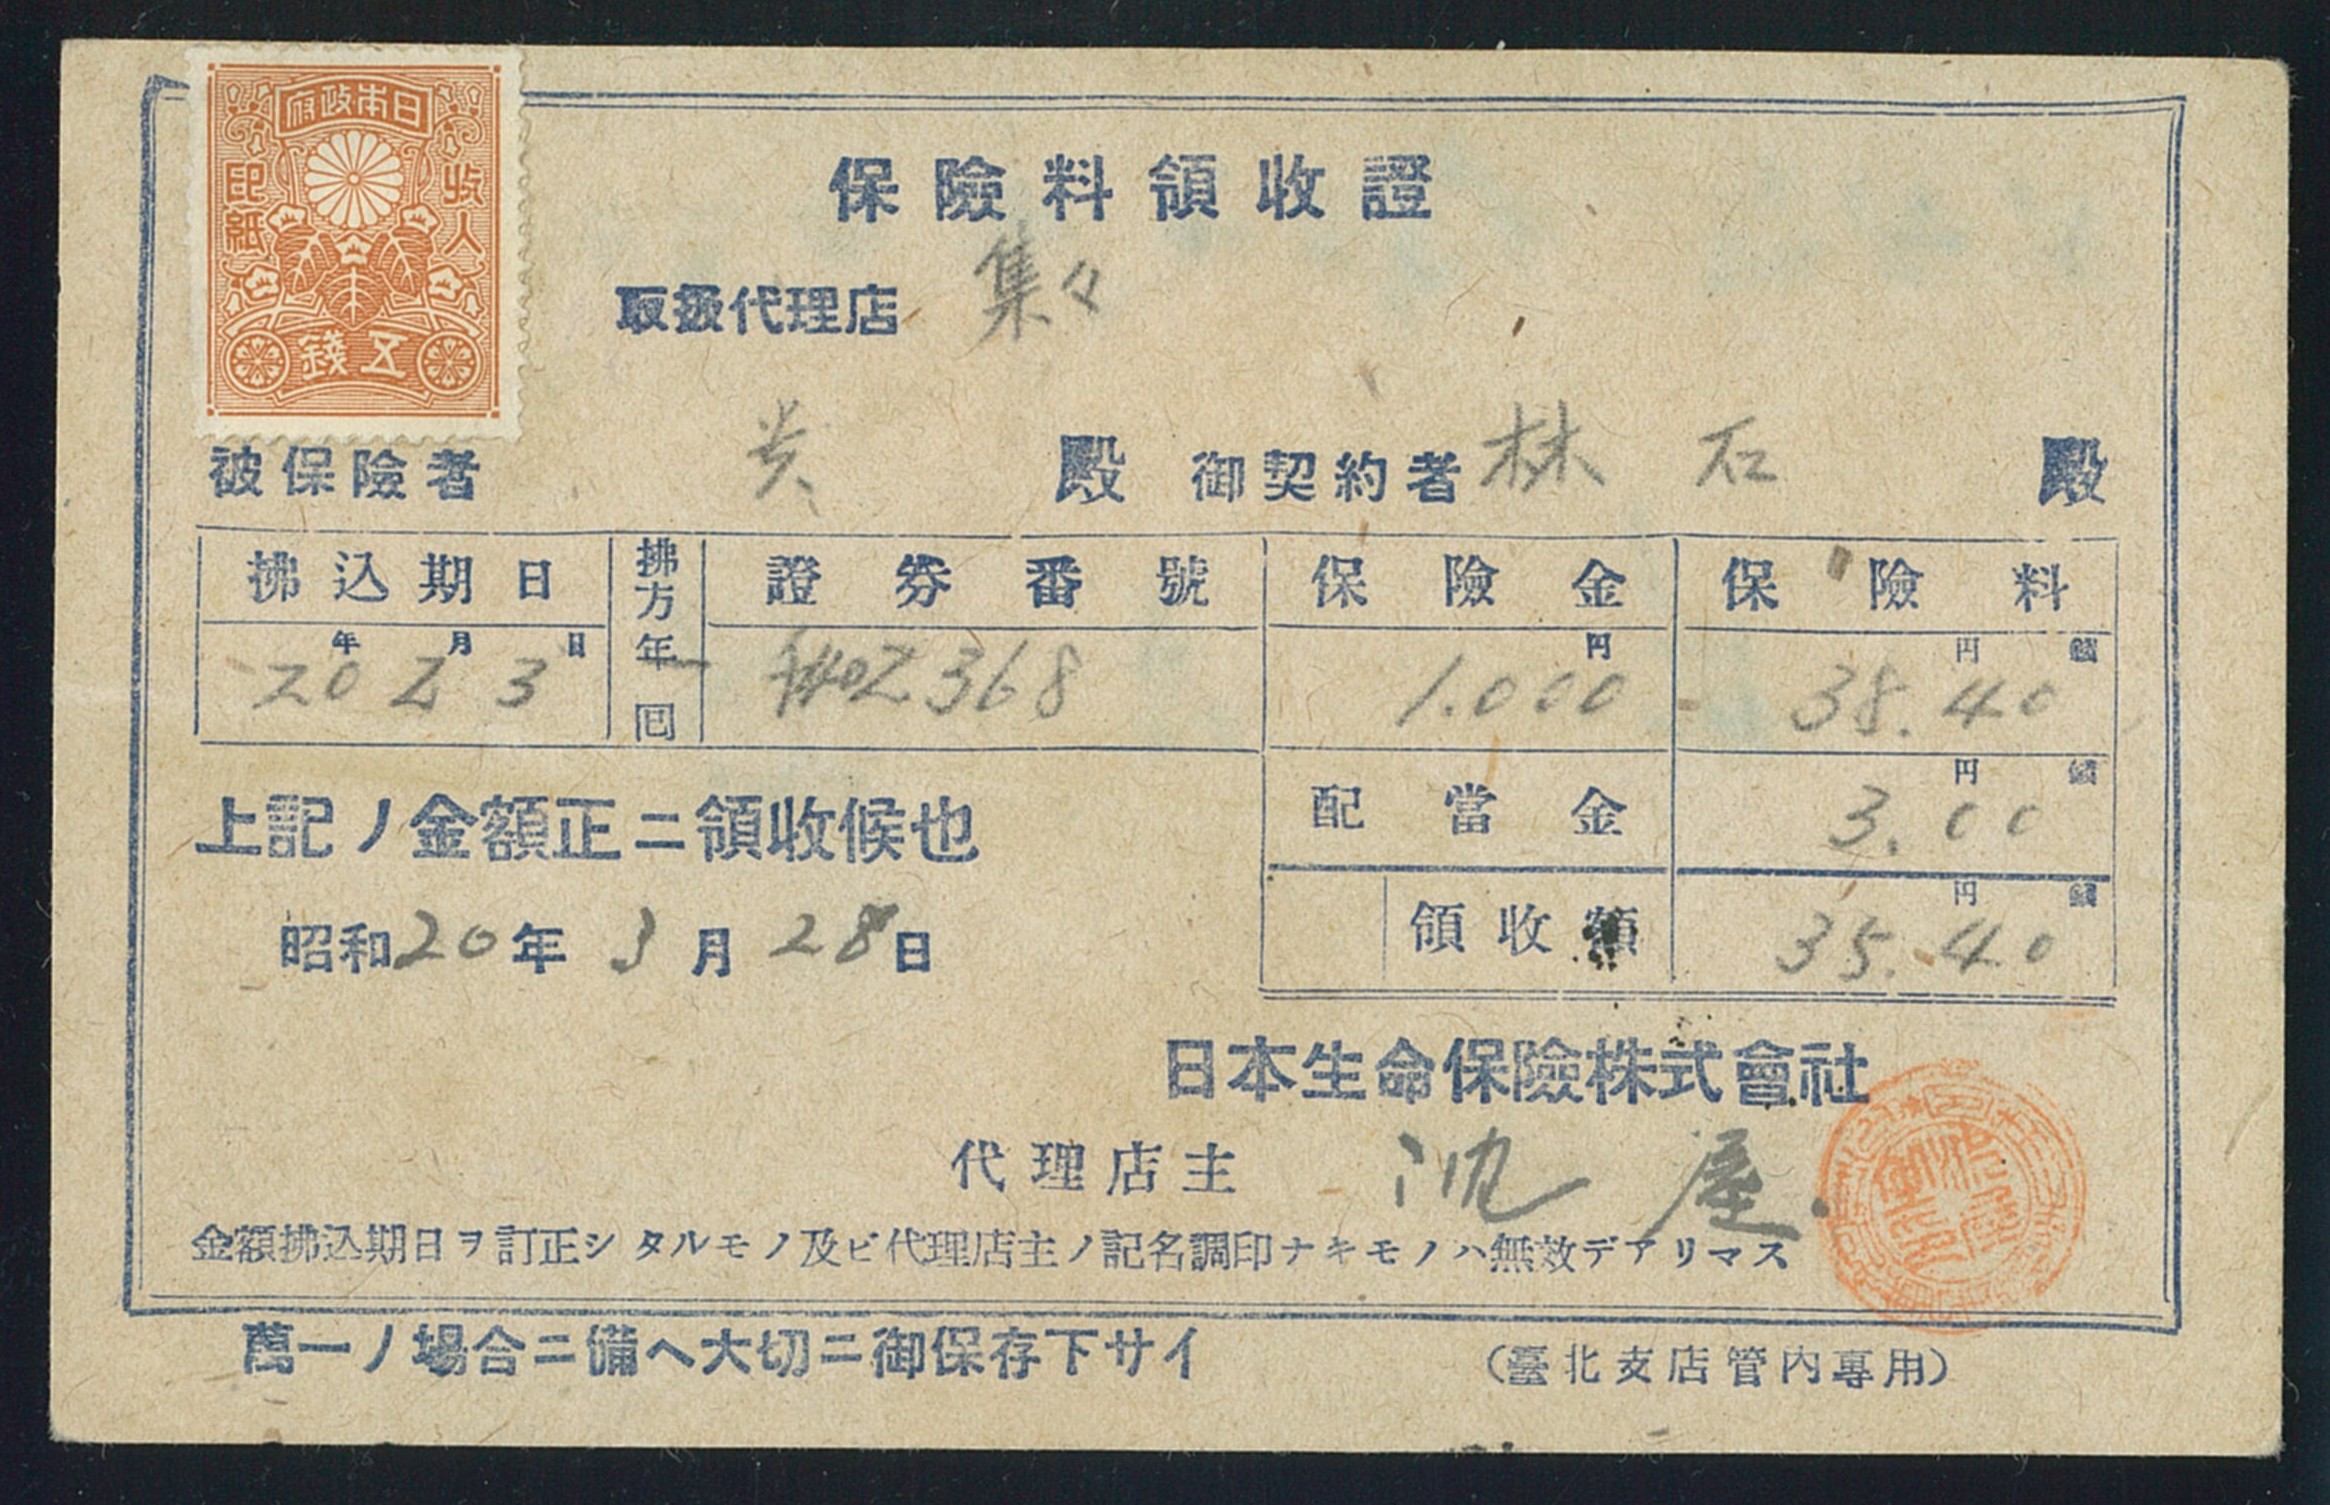 日本政府
收入
印紙
五錢
保險料領收證
取扱代理店 集々
被保險者 殿 御契約者 林石 殿
拂込期日 拂方年回 證券番號 保險金 保險料
年 月 日 円 円 錢
20 2 3 2368 1.000 38.40
配當金 円 錢 3.00
領收額 円 錢 35.40
上記ノ金額正ニ領收候也
昭和20年3月28日
日本生命保險株式會社
代理店主
金額拂込期日ヲ訂正シタルモノ及ビ代理店主ノ記名調印ナキモノハ無效デアリマス
萬一ノ場合ニ備ヘ大切ニ御保存下サイ
(臺北支店管內專用)